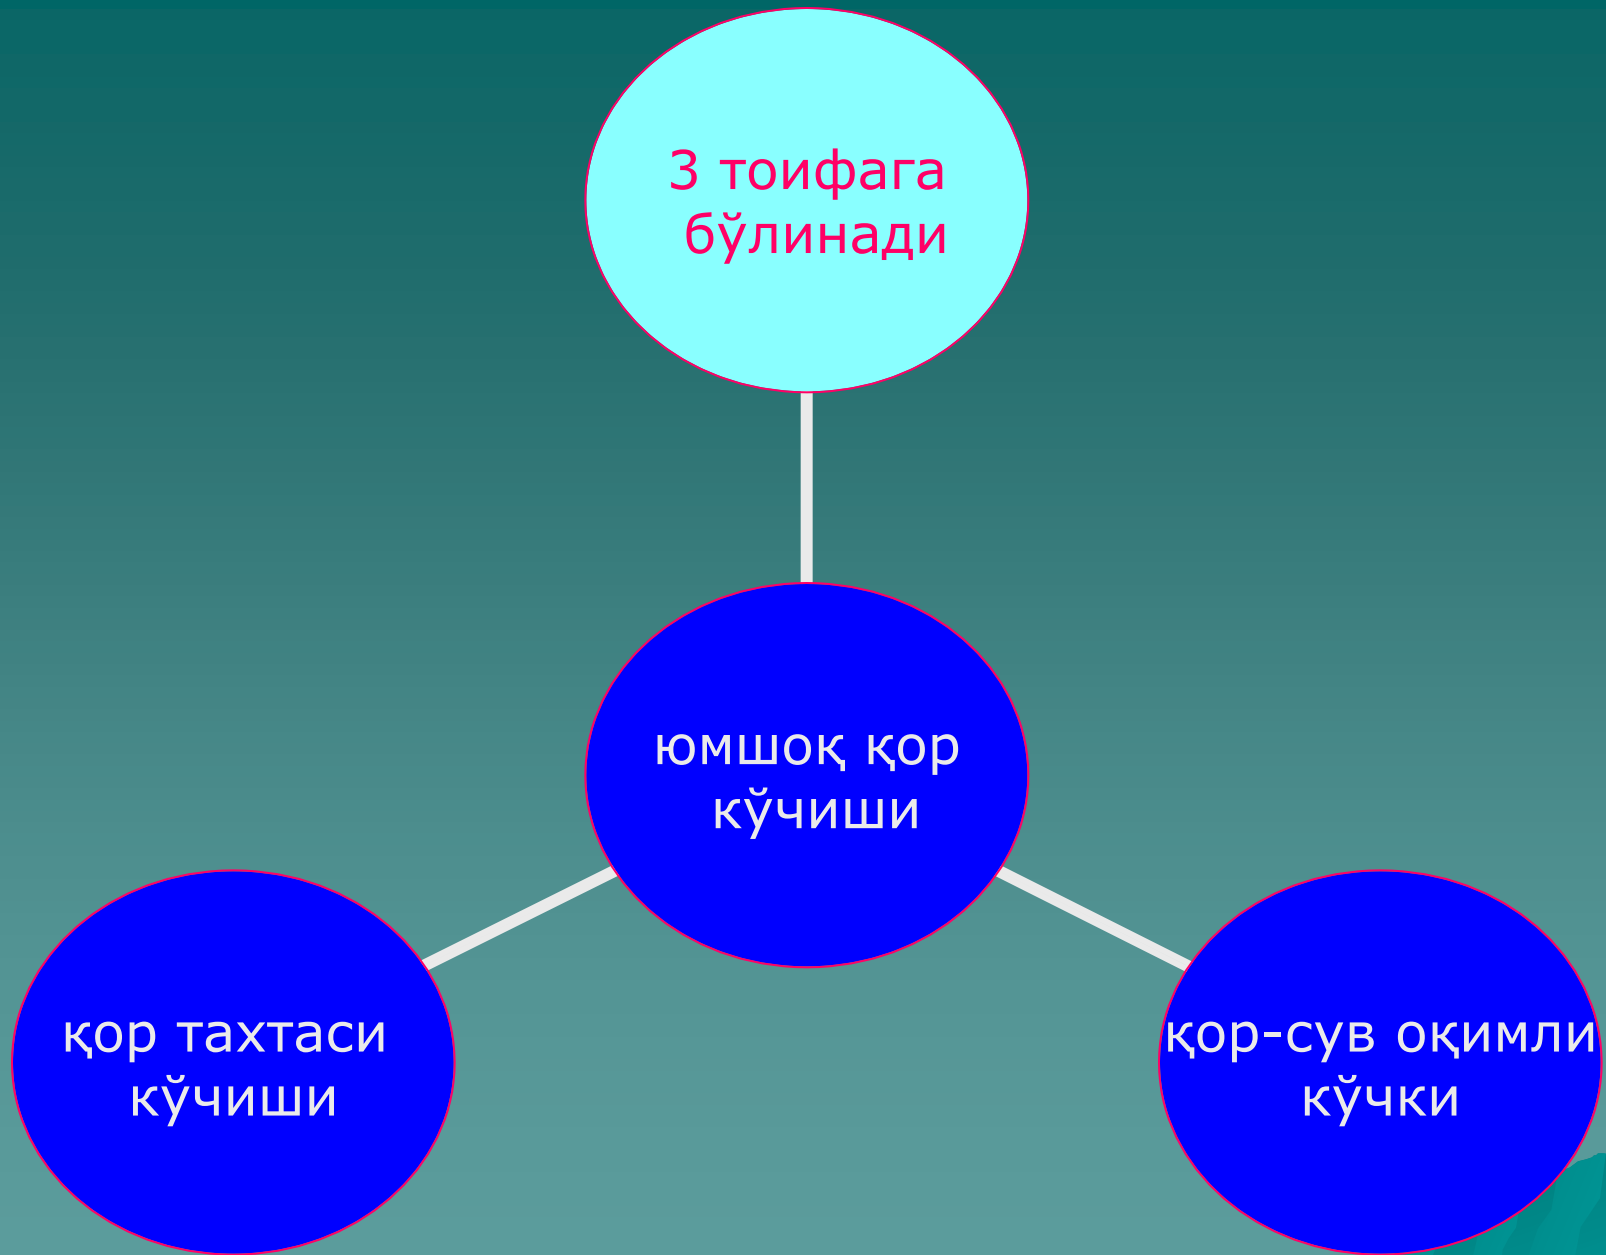 3 тоифага
бўлинади
юмшоқ қор
кўчиши
қор тахтаси
кўчиши
қор-сув оқимли
кўчки